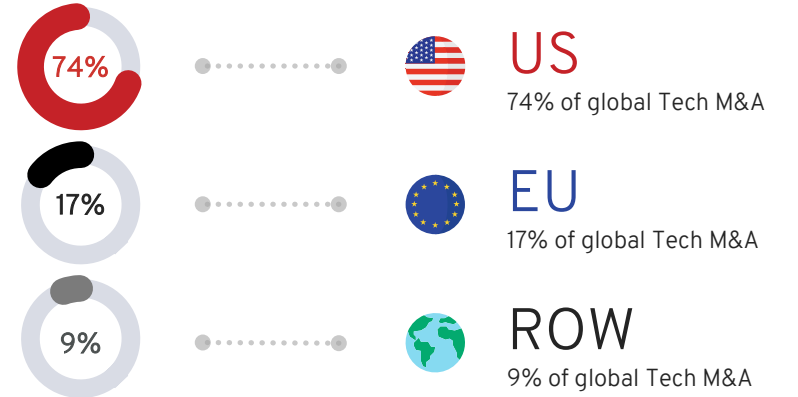 74%
US
74% of global Tech M&A
17%
EU
17% of global Tech M&A
9%
ROW
9% of global Tech M&A